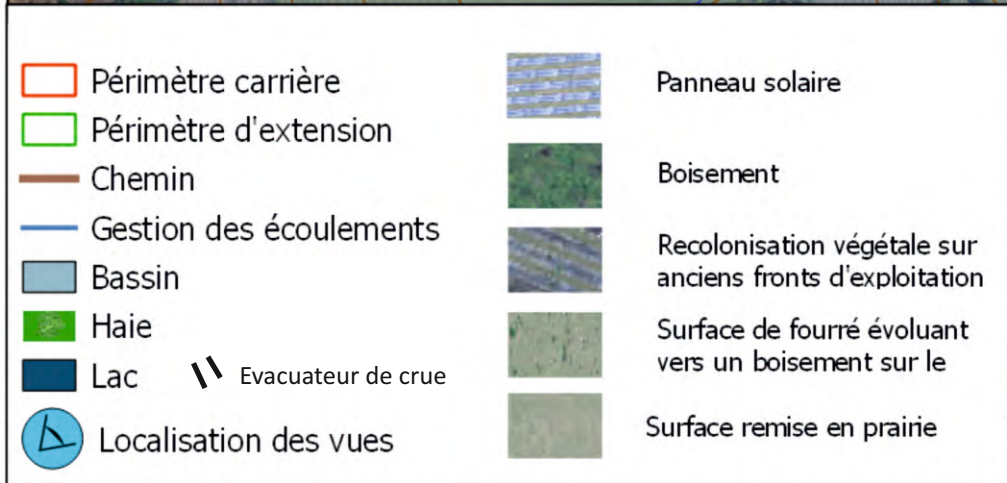 Périmètre carrière
Périmètre d'extension
Chemin
Gestion des écoulements
Bassin
Haie
Lac
Evacuateur de crue
Localisation des vues
Panneau solaire
Boisement
Recolonisation végétale sur
anciens fronts d'exploitation
Surface de fourré évoluant
vers un boisement sur le
Surface remise en prairie